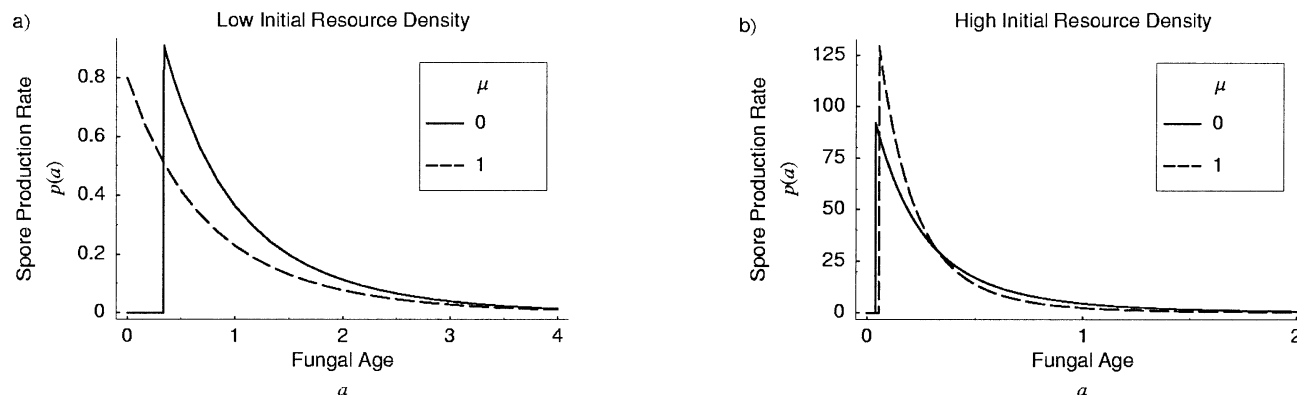 a) Low Initial Resource Density
Spore Production Rate
p(a)
0.8
0.6
0.4
0.2
0
μ
0
1
0 1 2 3 4
Fungal Age
a
b) High Initial Resource Density
Spore Production Rate
p(a)
125
100
75
50
25
0
μ
0
1
0 1 2
Fungal Age
a